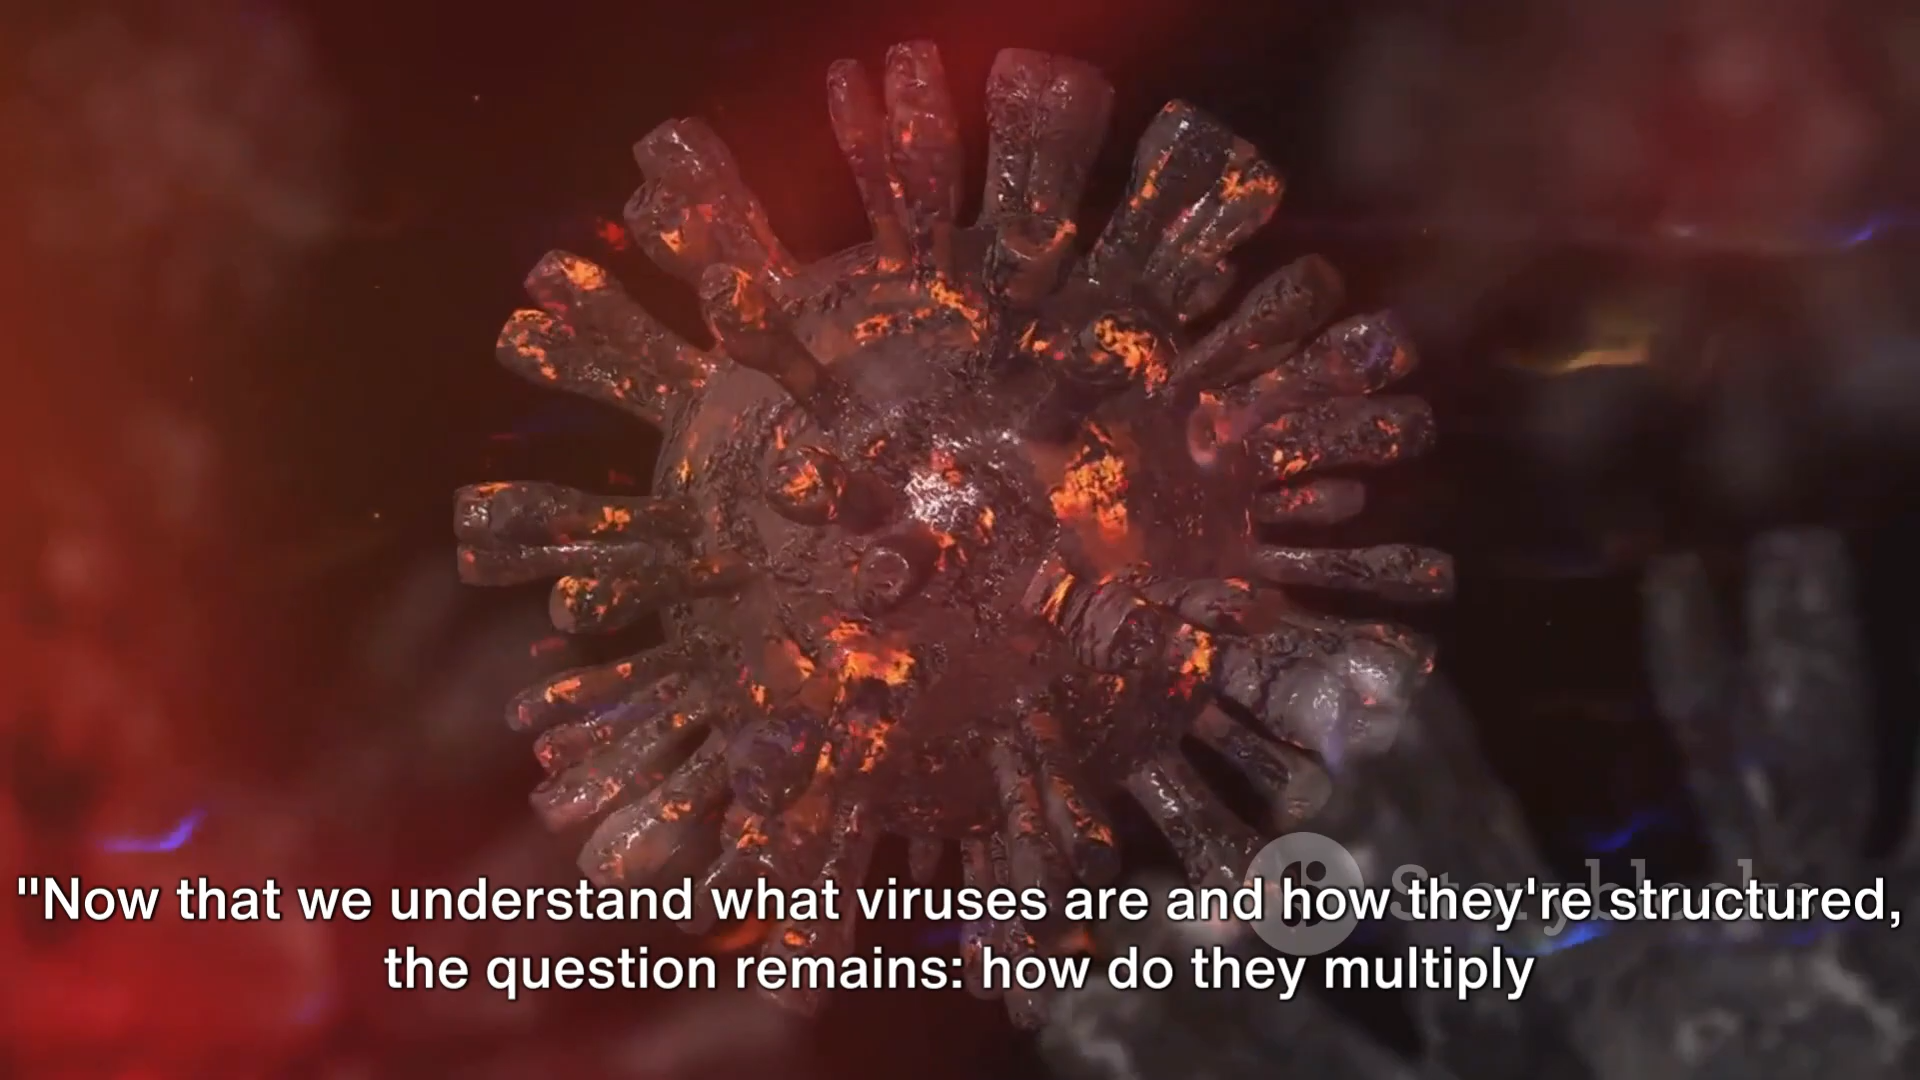 Storyblocks
"Now that we understand what viruses are and how they're structured,
the question remains: how do they multiply